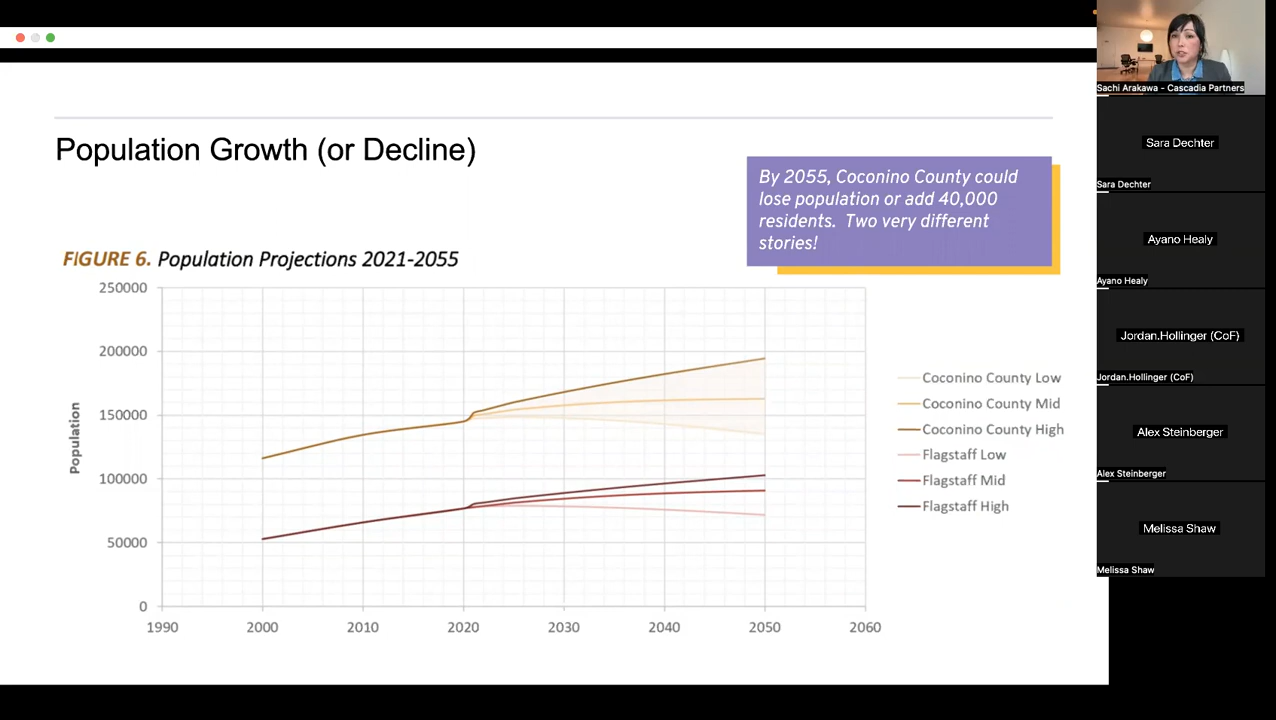 Population Growth (or Decline)
By 2055, Coconino County could
lose population or add 40,000
residents. Two very different
stories!
FIGURE 6. Population Projections 2021-2055
250000
200000
150000
100000
50000
0
Population
1990
2000
2010
2020
2030
2040
2050
2060
Coconino County Low
Coconino County Mid
Coconino County High
Flagstaff Low
Flagstaff Mid
Flagstaff High
Sachi Arakawa - Cascadia Partners
Sara Dechter
Sara Dechter
Ayano Healy
Ayano Healy
Jordan.Hollinger (CoF)
Jordan.Hollinger (CoF)
Alex Steinberger
Alex Steinberger
Melissa Shaw
Melissa Shaw